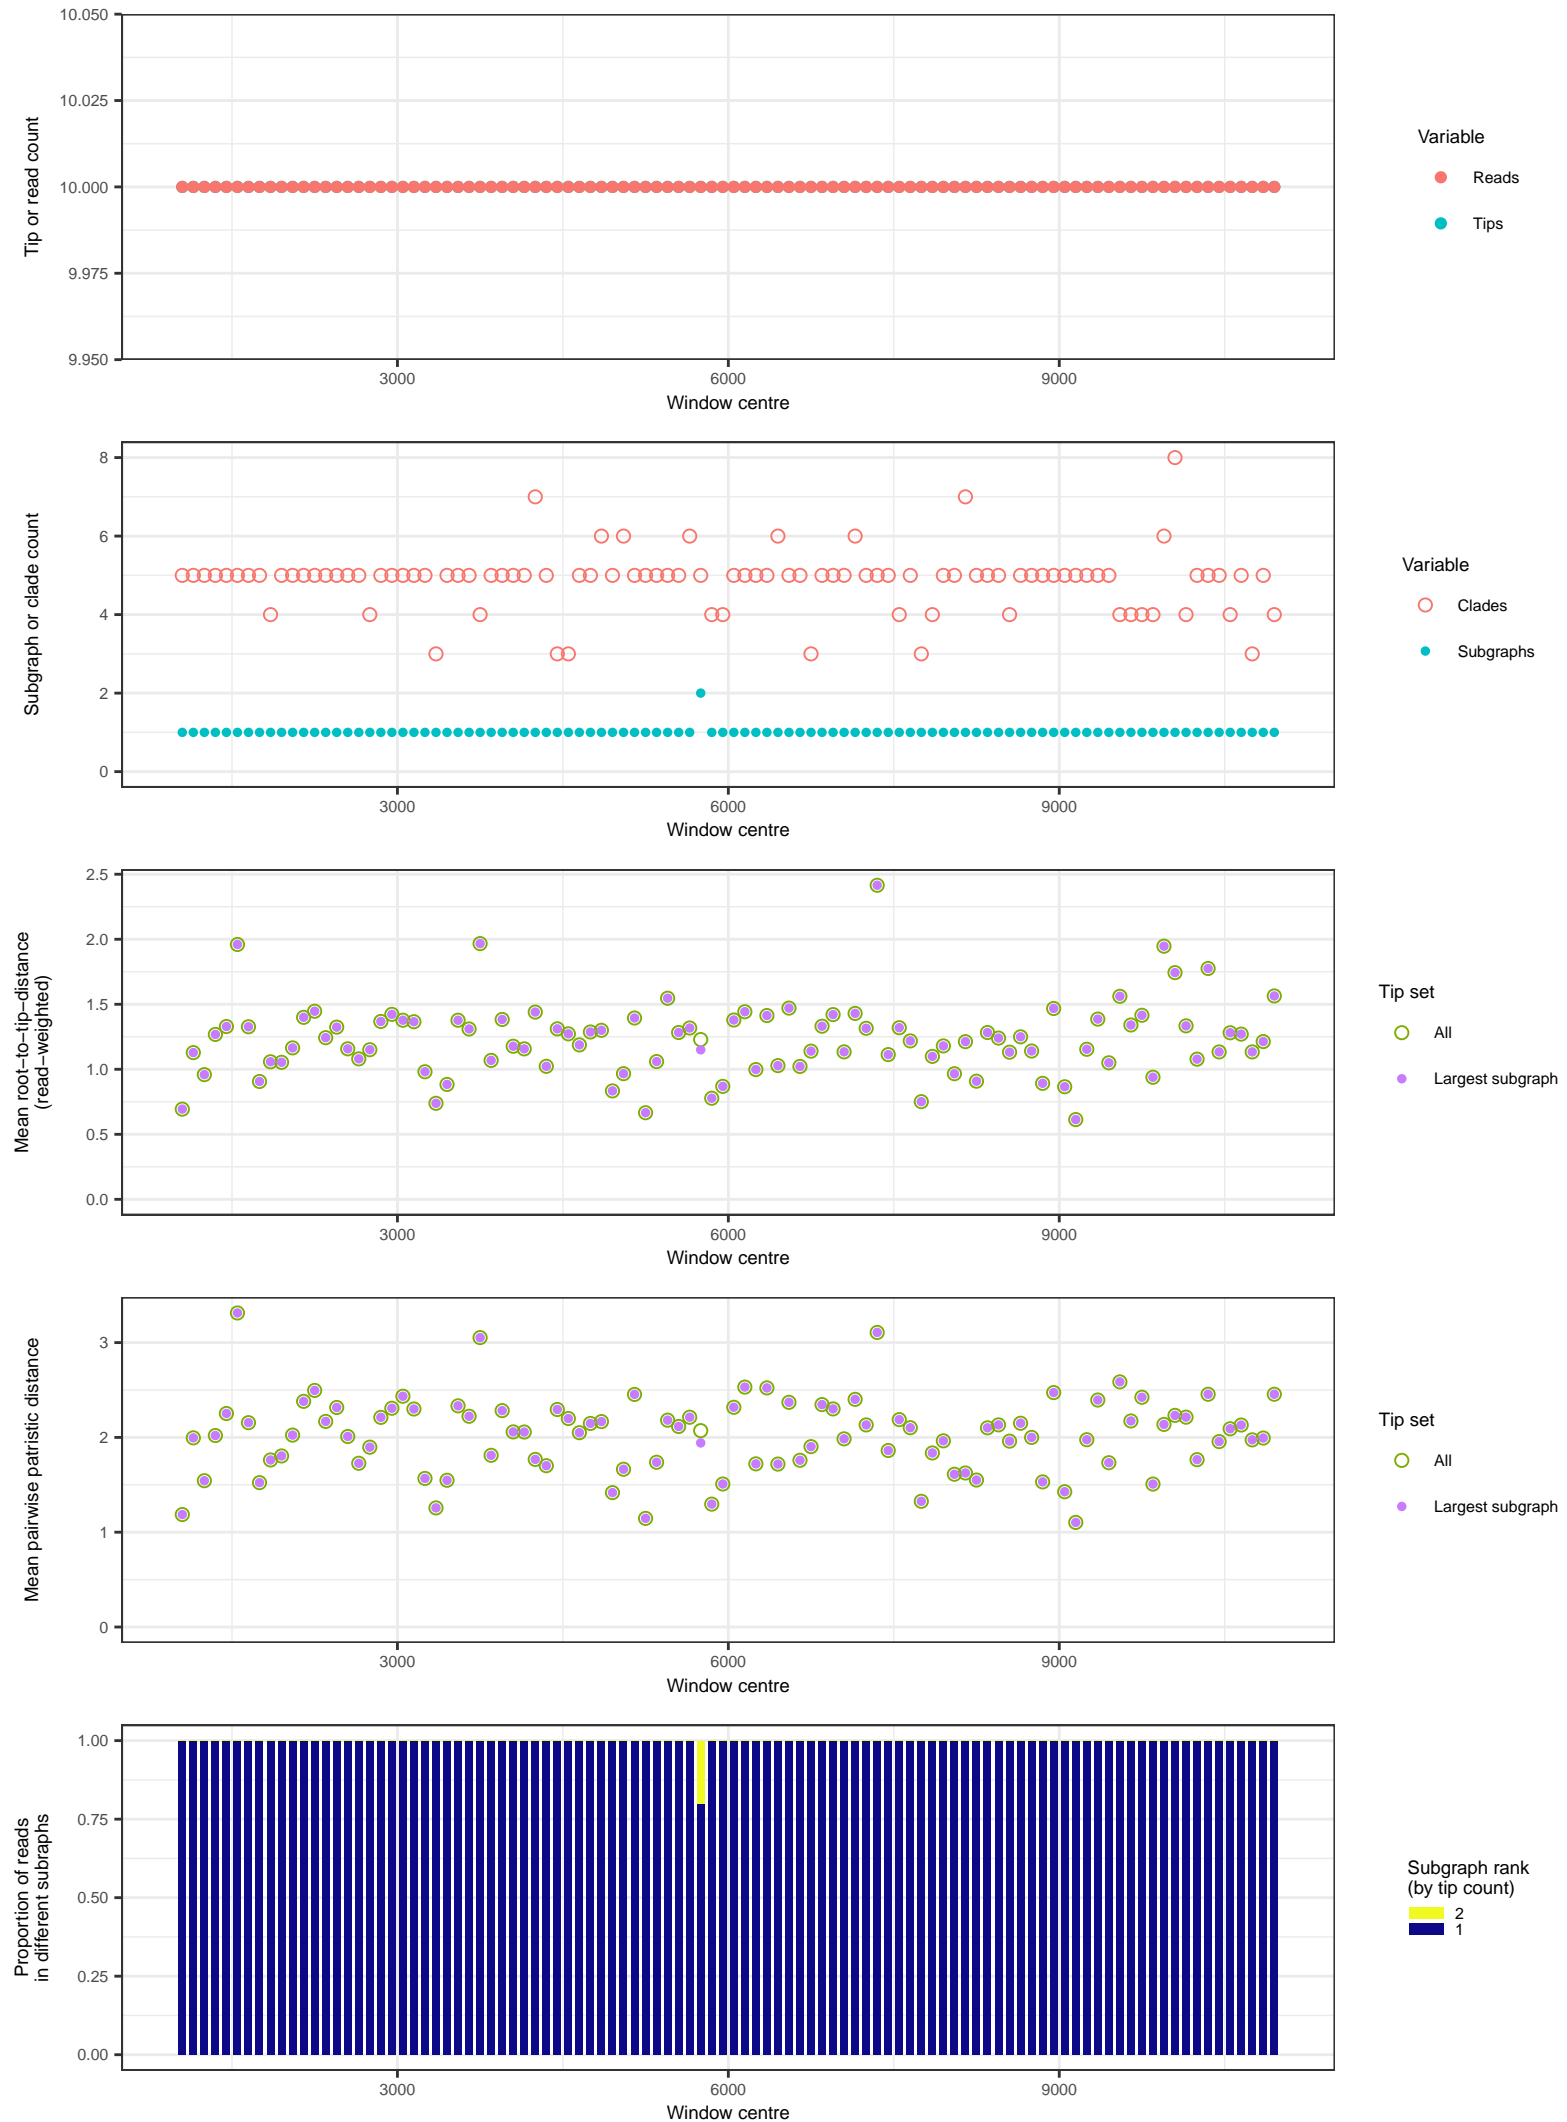 10.050
10.025
10.000
9.975
9.950
Tip or read count
3000
6000
9000
Window centre
Variable
Reads
Tips
8
6
4
2
0
Subgraph or clade count
3000
6000
9000
Window centre
Variable
Clades
Subgraphs
2.5
2.0
1.5
1.0
0.5
0.0
Mean root−to−tip−distance
(read−weighted)
3000
6000
9000
Window centre
Tip set
All
Largest subgraph
3
2
1
0
Mean pairwise patristic distance
3000
6000
9000
Window centre
Tip set
All
Largest subgraph
1.00
0.75
0.50
0.25
0.00
Proportion of reads
in different subraphs
3000
6000
9000
Window centre
Subgraph rank
(by tip count)
2
1